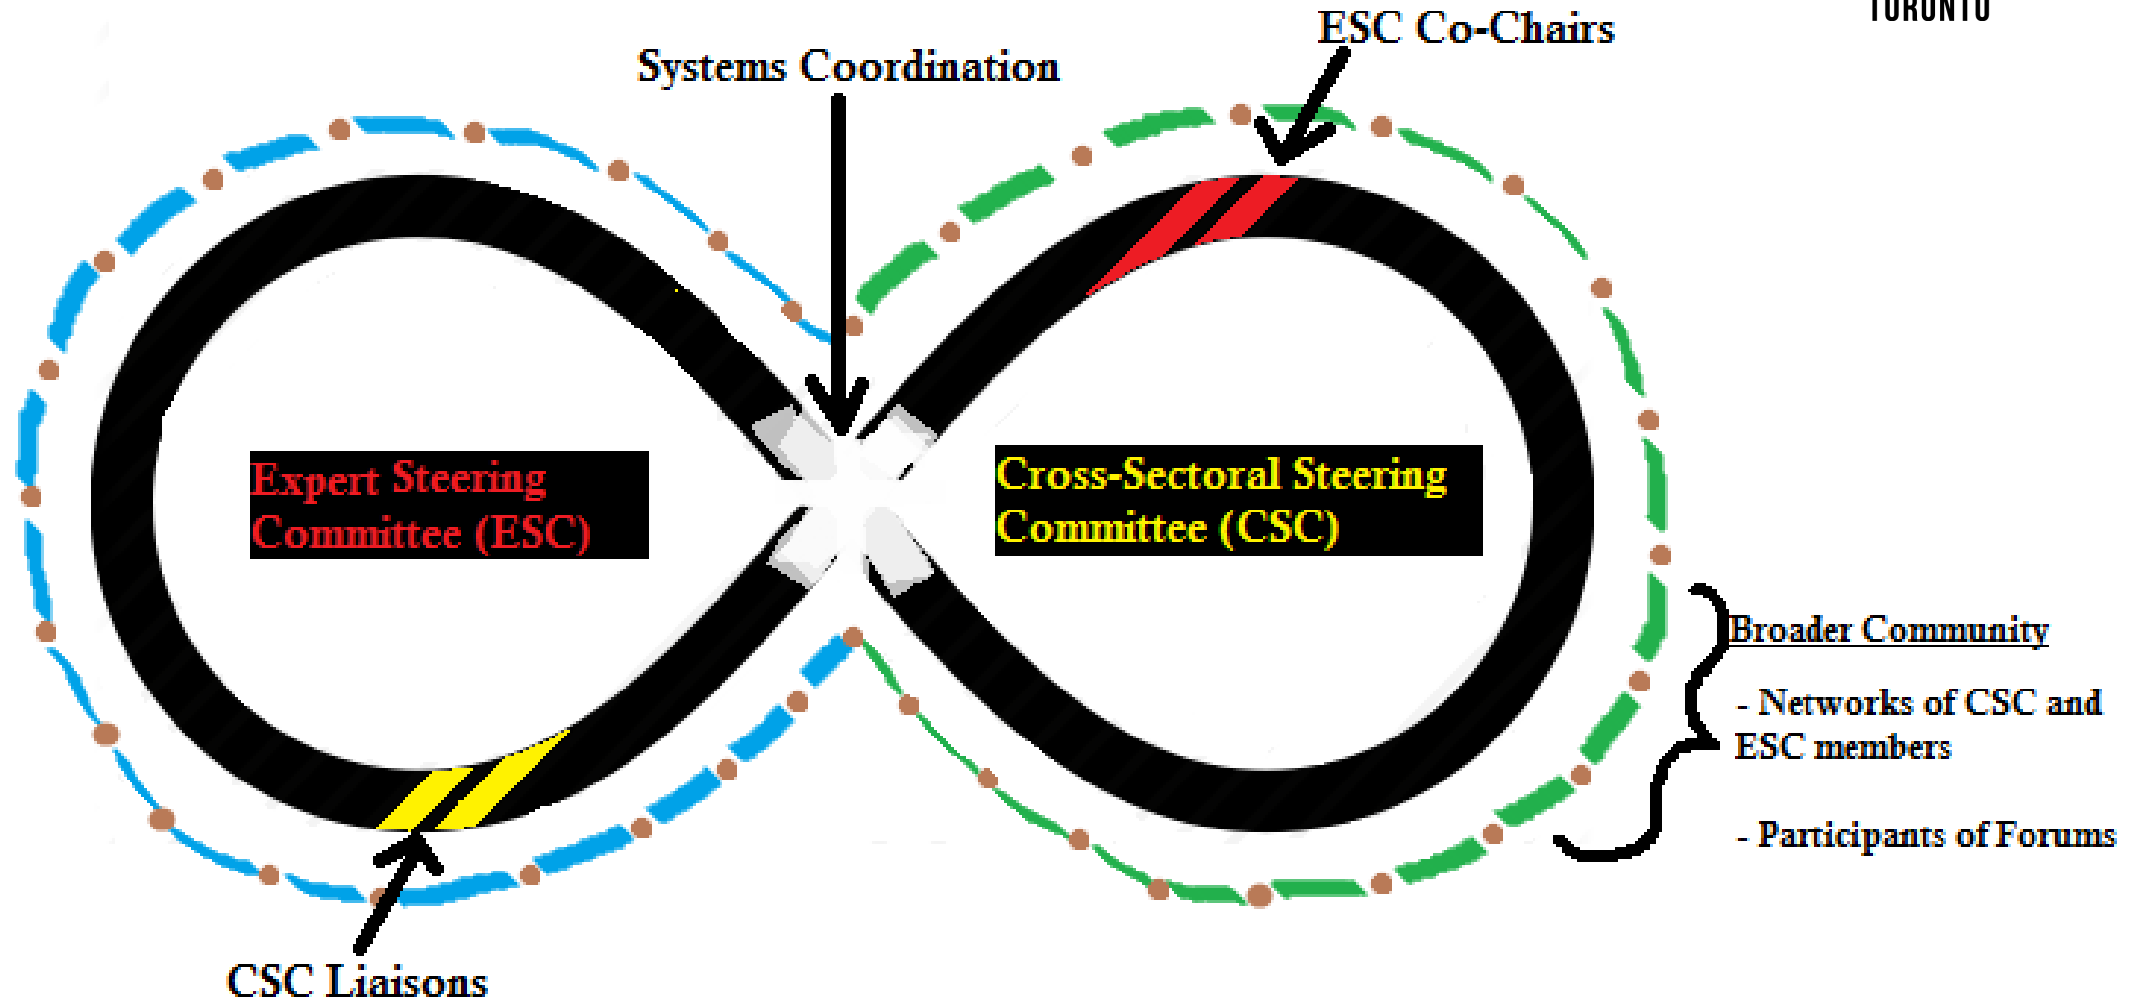 TORONTO
ESC Co-Chairs
Systems Coordination
Expert Steering
Committee (ESC)
Cross-Sectoral Steering
Committee (CSC)
Broader Community
- Networks of CSC and
ESC members
- Participants of Forums
CSC Liaisons